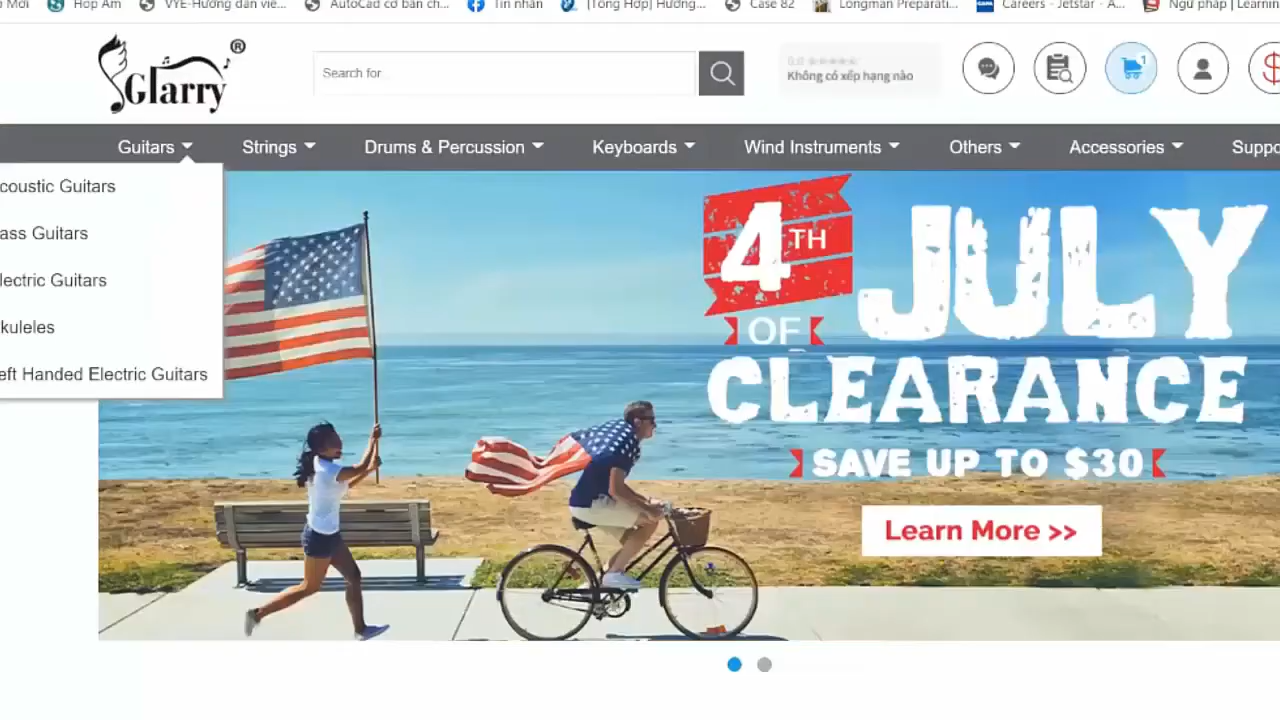 Hợp Âm
VYE-Hướng dẫn viê...
AutoCad cơ bản ch...
Tin nhắn
[Tổng Hợp] Hướng...
Case 82
Longman Preparati...
Careers - Jetstar - A...
Ngữ pháp | Learnin
Glarry®
Search for
0.0 ★★★★★
Không có xếp hạng nào
1
$
Guitars
Strings
Drums & Percussion
Keyboards
Wind Instruments
Others
Accessories
Suppo
coustic Guitars
ass Guitars
lectric Guitars
kuleles
eft Handed Electric Guitars
4TH
OF
JULY
CLEARANCE
SAVE UP TO $30
Learn More >>